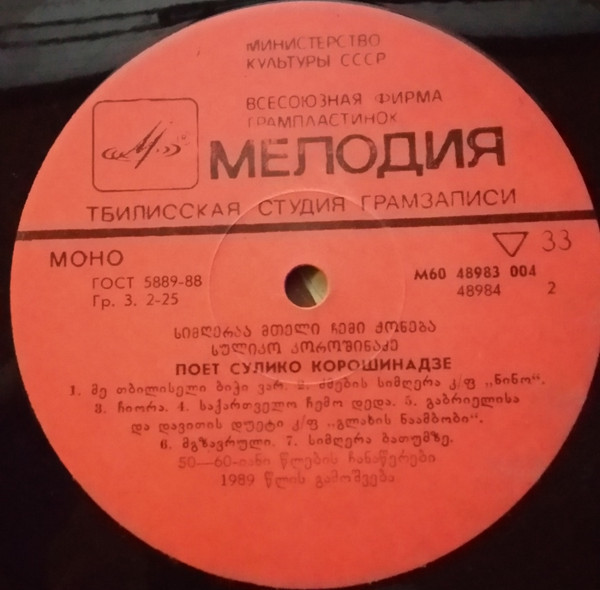 МИНИСТЕРСТВО
КУЛЬТУРЫ СССР
ВСЕСОЮЗНАЯ ФИРМА
ГРАМПЛАСТИНОК
МЕЛОДИЯ
ТБИЛИССКАЯ СТУДИЯ ГРАМЗАПИСИ
МОНО
33
ГОСТ 5889-88
Гр. 3. 2-25
М60 48983 004
48984 2
სიმღერაა მთელი ჩემი ქონება
სულიკო კოროშინაძე
ПОЕТ СУЛИКО КОРОШИНАДЗЕ
1. მე თბილისელი ბიჭი ვარ. 2. ძმების სიმღერა კ/ფ „ნინო“.
3. ჩიორა. 4. საქართველო ჩემო დედა. 5. გაბრიელისა
და დავითის დუეტი კ/ფ „გლახის ნაამბობი“.
6. მგზავრული. 7. სიმღერა ბათუმზე.
50—60-იანი წლების ჩანაწერები
1989 წლის გამოშვება